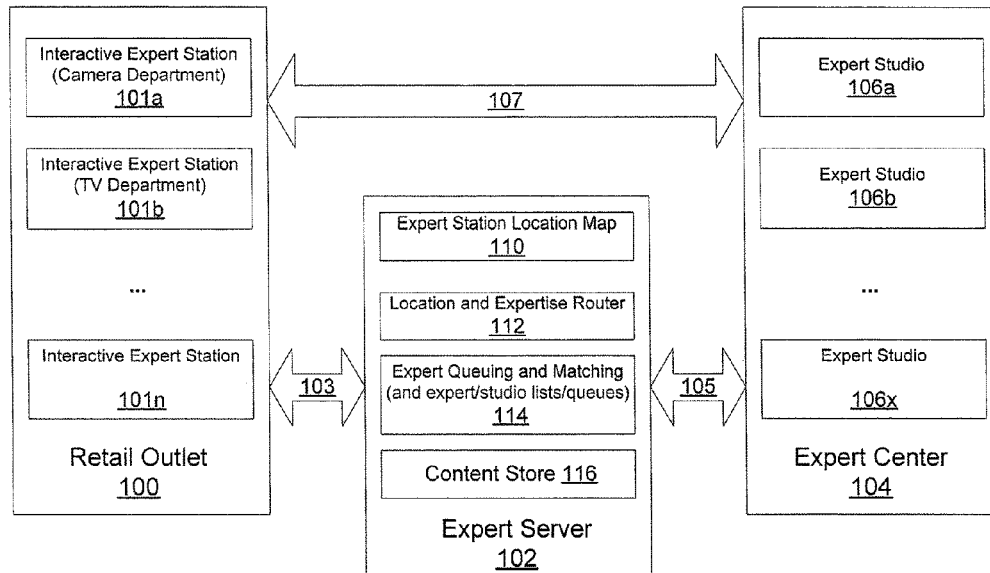 Interactive Expert Station
(Camera Department)
101a
Interactive Expert Station
(TV Department)
101b
...
Interactive Expert Station
101n
Retail Outlet
100
107
103
Expert Station Location Map
110
Location and Expertise Router
112
Expert Queuing and Matching
(and expert/studio lists/queues)
114
Content Store 116
Expert Server
102
105
Expert Studio
106a
Expert Studio
106b
...
Expert Studio
106x
Expert Center
104